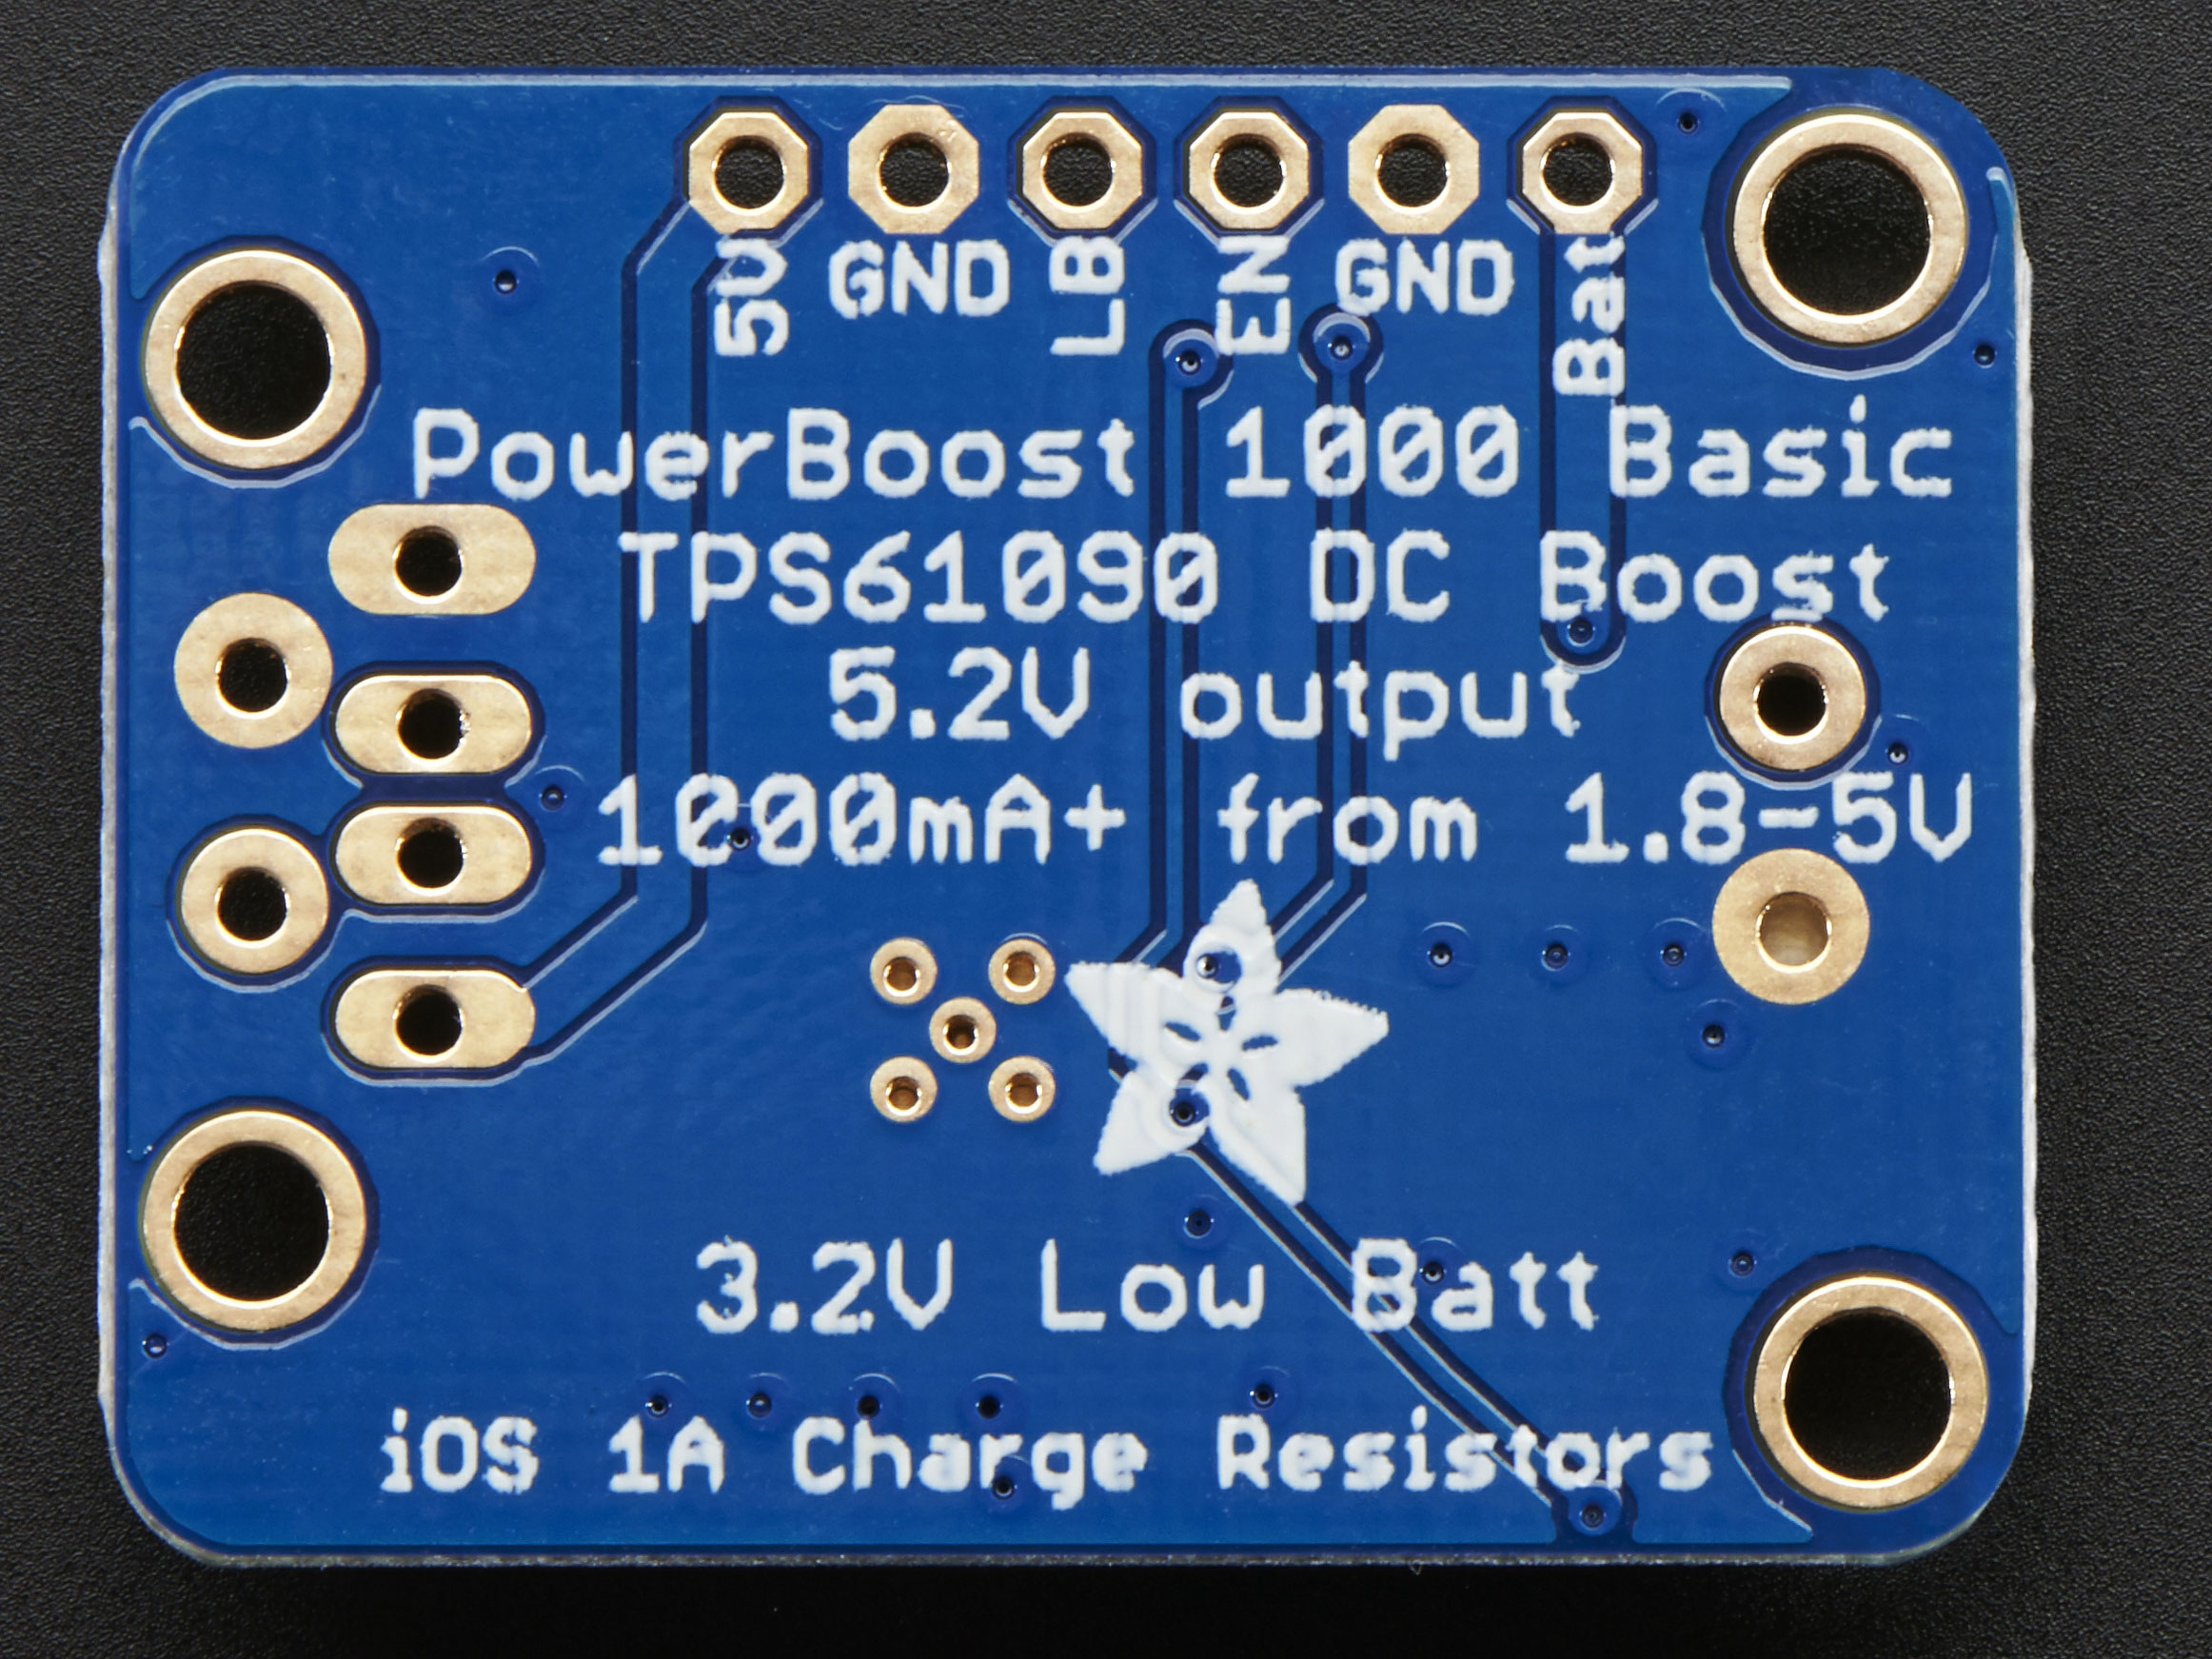 5V GND LB EN GND Bat
PowerBoost 1000 Basic
TPS61090 DC Boost
5.2V output
1000mA+ from 1.8-5V
3.2V Low Batt
iOS 1A Charge Resistors